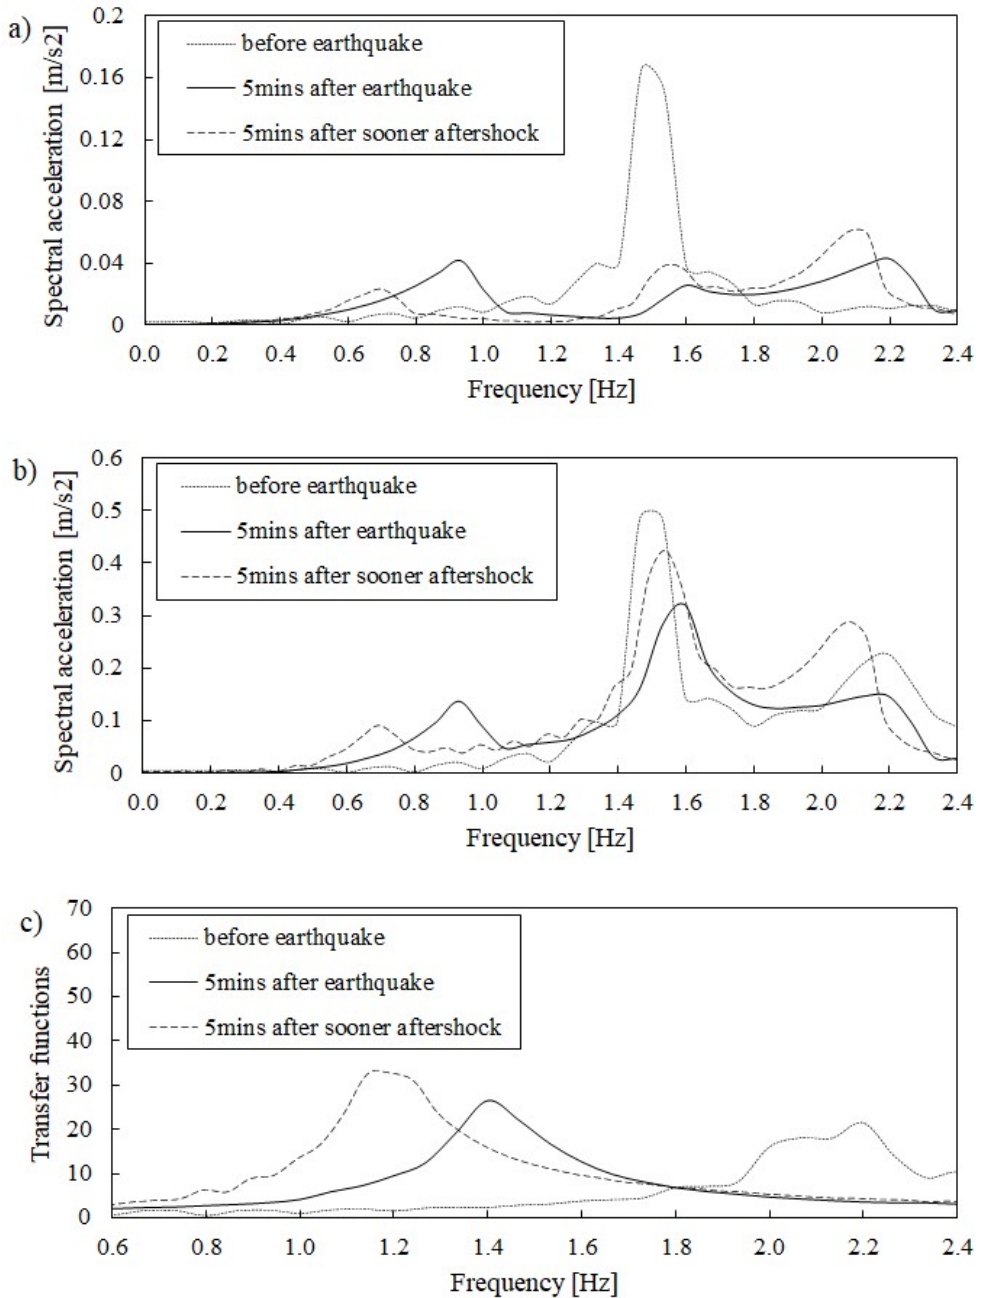 a)
Spectral acceleration [m/s2]
0.2
0.16
0.12
0.08
0.04
0
before earthquake
5mins after earthquake
5mins after sooner aftershock
0.0 0.2 0.4 0.6 0.8 1.0 1.2 1.4 1.6 1.8 2.0 2.2 2.4
Frequency [Hz]
b)
Spectral acceleration [m/s2]
0.6
0.5
0.4
0.3
0.2
0.1
0
before earthquake
5mins after earthquake
5mins after sooner aftershock
0.0 0.2 0.4 0.6 0.8 1.0 1.2 1.4 1.6 1.8 2.0 2.2 2.4
Frequency [Hz]
c)
Transfer functions
70
60
50
40
30
20
10
0
before earthquake
5mins after earthquake
5mins after sooner aftershock
0.6 0.8 1.0 1.2 1.4 1.6 1.8 2.0 2.2 2.4
Frequency [Hz]